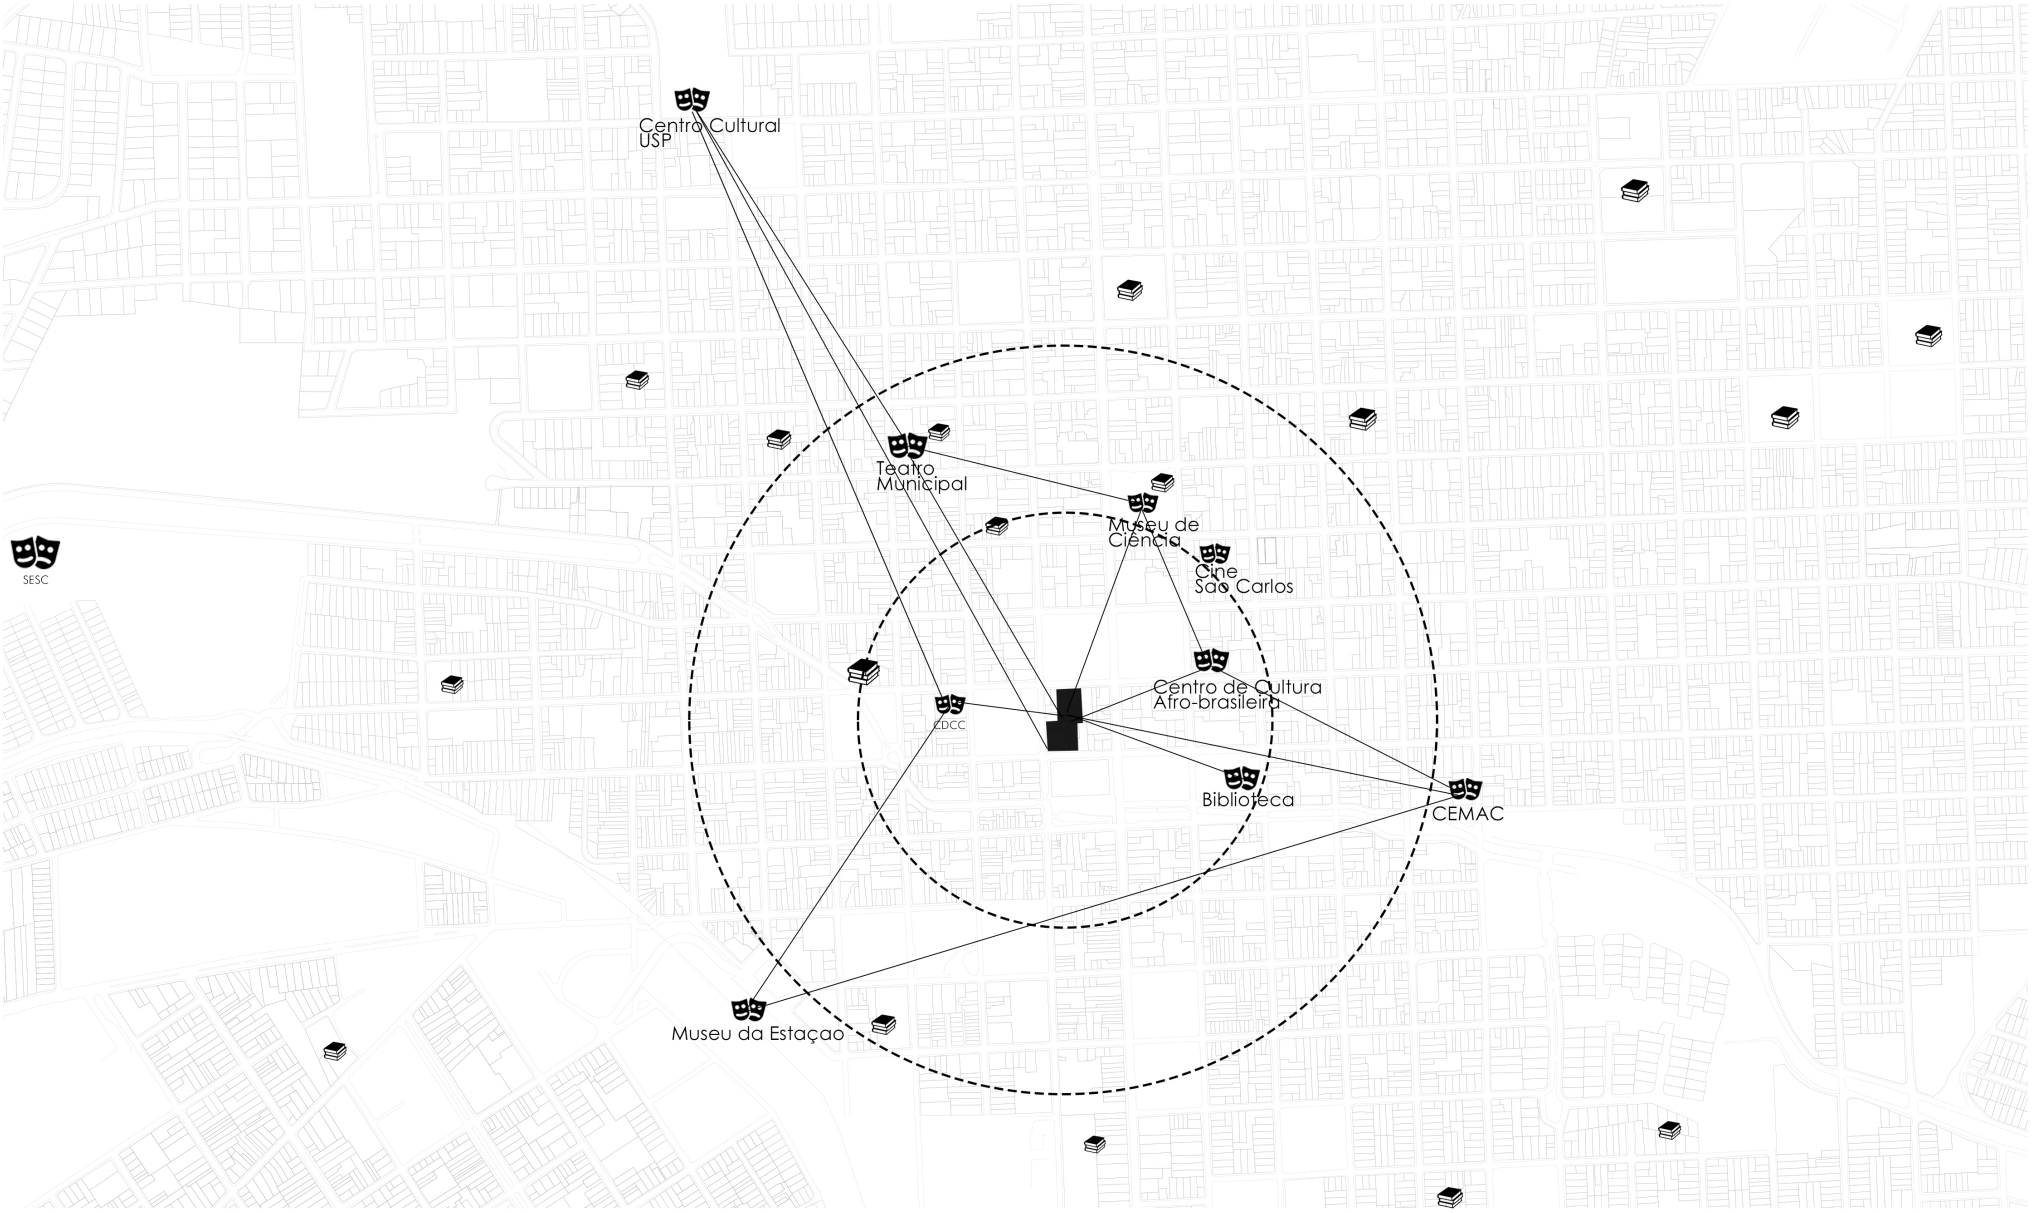 Centro Cultural
USP
Teatro
Municipal
Museu de
Ciência
SESC
Cine
São Carlos
Centro de Cultura
Afro-brasileira
CDCC
Biblioteca
CEMAC
Museu da Estaçao